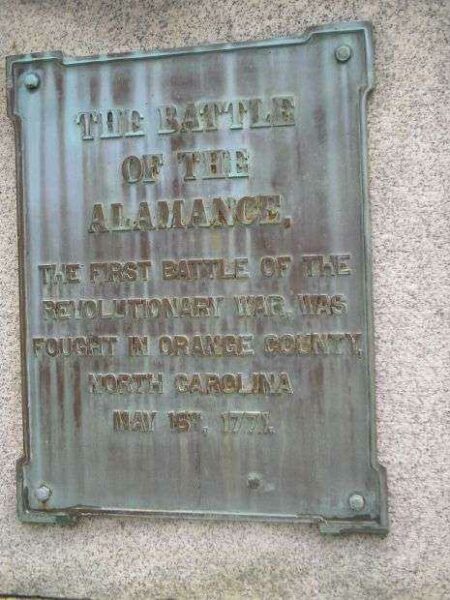 THE BATTLE
OF THE
ALAMANCE,
THE FIRST BATTLE OF THE
REVOLUTIONARY WAR, WAS
FOUGHT IN ORANGE COUNTY,
NORTH CAROLINA
MAY 16TH, 1771.